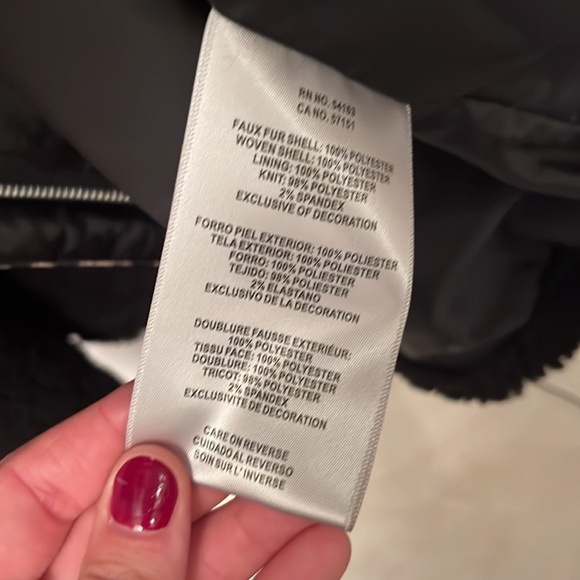 RN NO. 54163
CA NO. 57151
FAUX FUR SHELL: 100% POLYESTER
WOVEN SHELL: 100% POLYESTER
LINING: 100% POLYESTER
KNIT: 98% POLYESTER
2% SPANDEX
EXCLUSIVE OF DECORATION
FORRO PIEL EXTERIOR: 100% POLIESTER
TELA EXTERIOR: 100% POLIESTER
FORRO: 100% POLIESTER
TEJIDO: 98% POLIESTER
2% ELASTANO
EXCLUSIVO DE LA DECORATION
DOUBLURE FAUSSE EXTERIEUR:
100% POLYESTER
TISSU FACE: 100% POLYESTER
DOUBLURE: 100% POLYESTER
TRICOT: 98% POLYESTER
2% SPANDEX
EXCLUSIVITE DE DECORATION
CARE ON REVERSE
CUIDADO AL REVERSO
SOIN SUR L' INVERSE